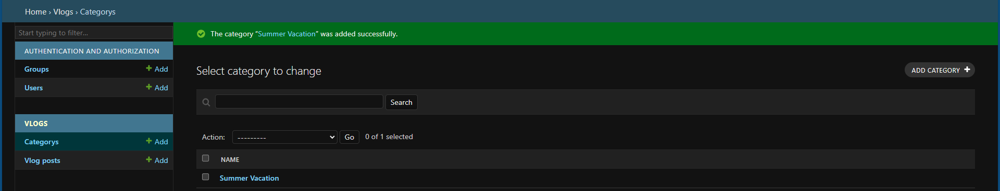 Home › Vlogs › Categorys
Start typing to filter...
The category “Summer Vacation” was added successfully.
AUTHENTICATION AND AUTHORIZATION
Groups + Add
Users + Add
VLOGS
Categorys + Add
Vlog posts + Add
Select category to change
ADD CATEGORY +
Search
Action: --------- Go 0 of 1 selected
NAME
Summer Vacation